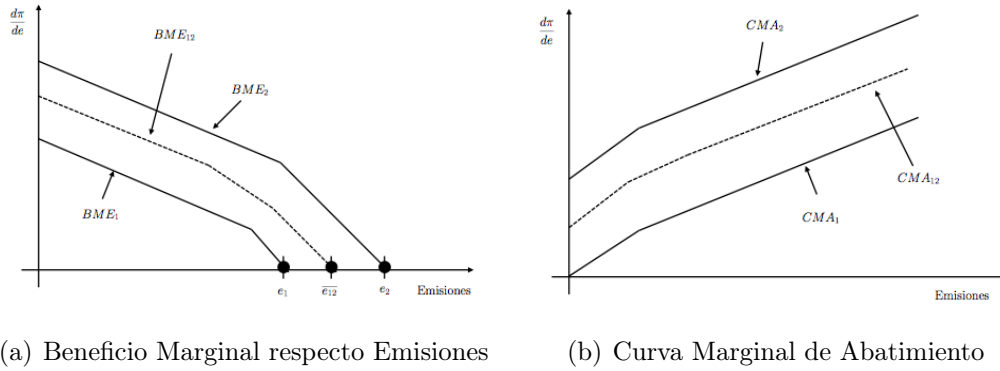 dπ/de
BME₁₂
BME₂
BME₁
e₁
e̅₁₂
e₂
Emisiones
(a) Beneficio Marginal respecto Emisiones
dπ/de
CMA₂
CMA₁₂
CMA₁
Emisiones
(b) Curva Marginal de Abatimiento